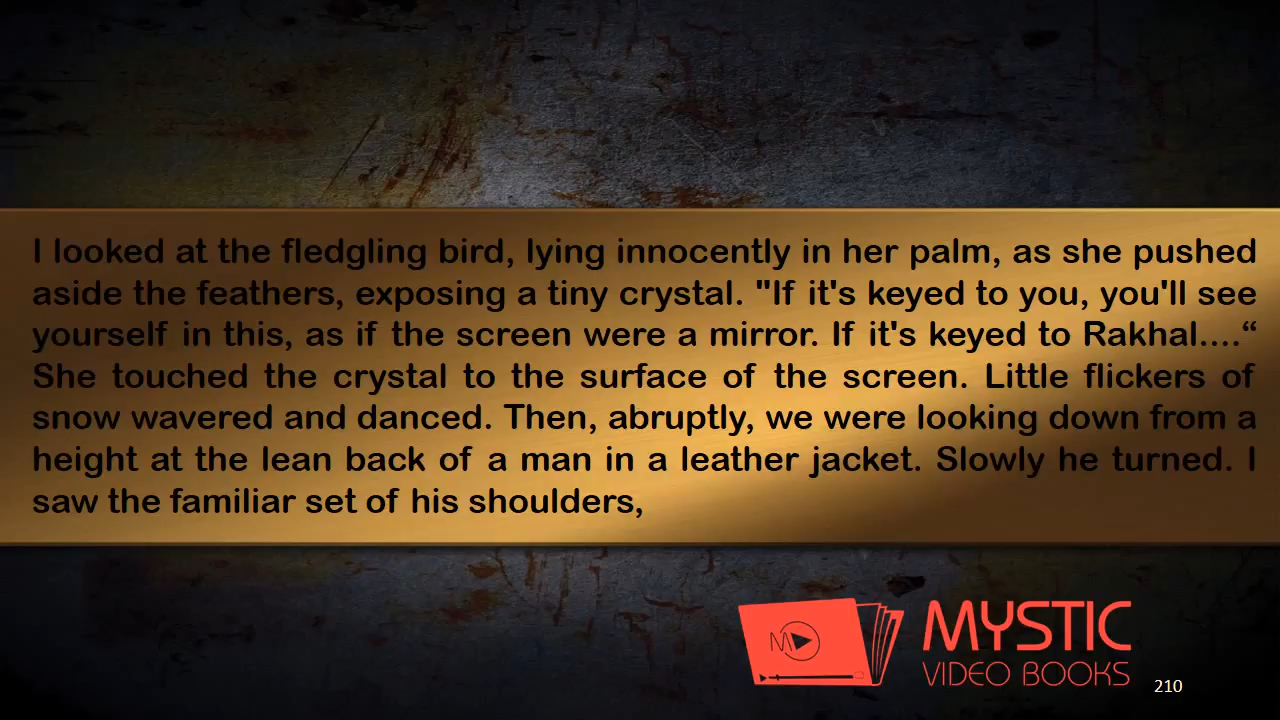 I looked at the fledgling bird, lying innocently in her palm, as she pushed
aside the feathers, exposing a tiny crystal. "If it's keyed to you, you'll see
yourself in this, as if the screen were a mirror. If it's keyed to Rakhal....“
She touched the crystal to the surface of the screen. Little flickers of
snow wavered and danced. Then, abruptly, we were looking down from a
height at the lean back of a man in a leather jacket. Slowly he turned. I
saw the familiar set of his shoulders,
M
MYSTIC
VIDEO BOOKS
210